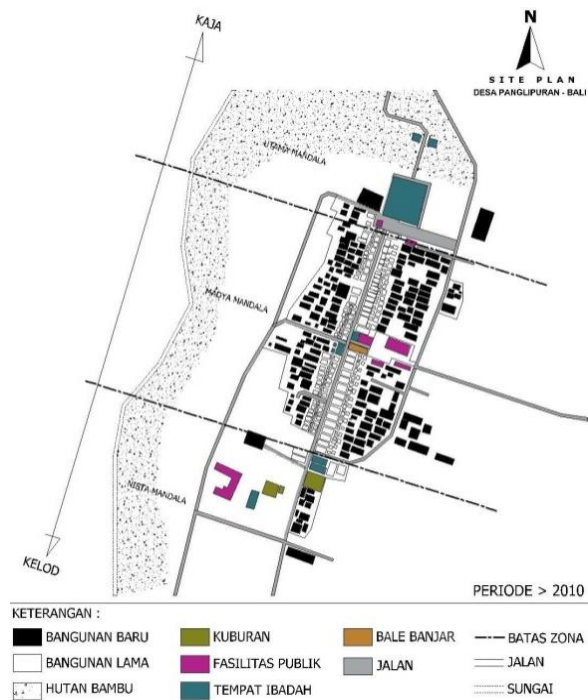 KAJA
N
SITE PLAN
DESA PANGLIPURAN - BALI
UTAMA MANDALA
MADYA MANDALA
NISTA MANDALA
KELOD
PERIODE > 2010
KETERANGAN :
BANGUNAN BARU
KUBURAN
BALE BANJAR
BATAS ZONA
BANGUNAN LAMA
FASILITAS PUBLIK
JALAN
JALAN
HUTAN BAMBU
TEMPAT IBADAH
SUNGAI